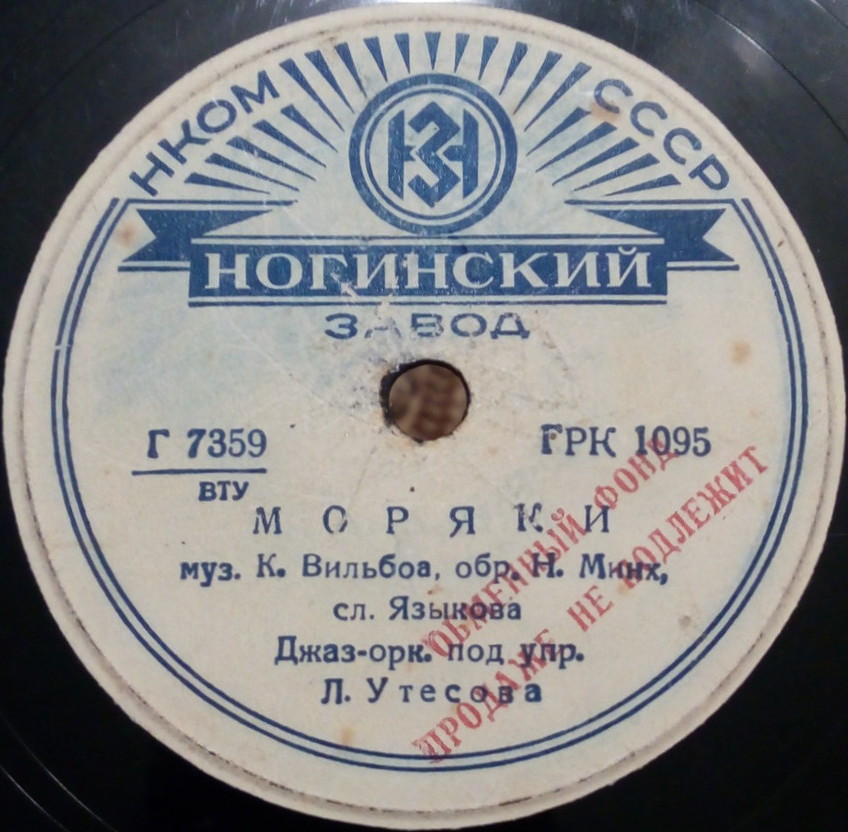 НКОМ СССР
НЗ
НОГИНСКИЙ
ЗАВОД
Г 7359 ГРК 1095
ВТУ
МОРЯКИ
муз. К. Вильбоа, обр. Н. Минх,
сл. Языкова
Джаз-орк. под упр.
Л. Утесова
ОБМЕННЫЙ ФОНД
ПРОДАЖЕ НЕ ПОДЛЕЖИТ